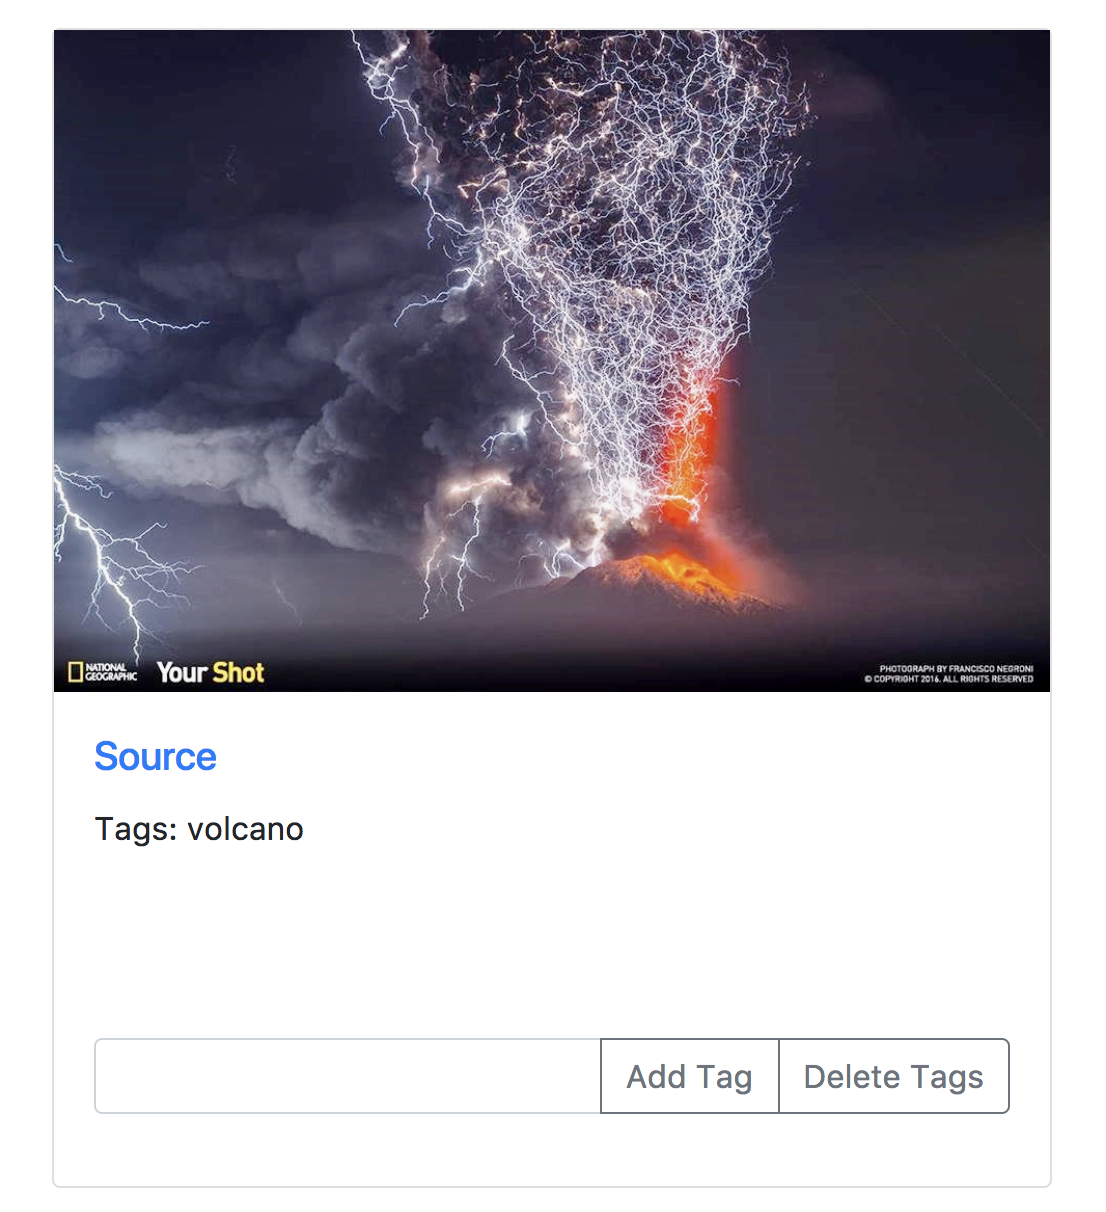 NATIONAL
GEOGRAPHIC
Your Shot
PHOTOGRAPH BY FRANCISCO NEGRONI
© COPYRIGHT 2016. ALL RIGHTS RESERVED
Source
Tags: volcano
Add Tag
Delete Tags